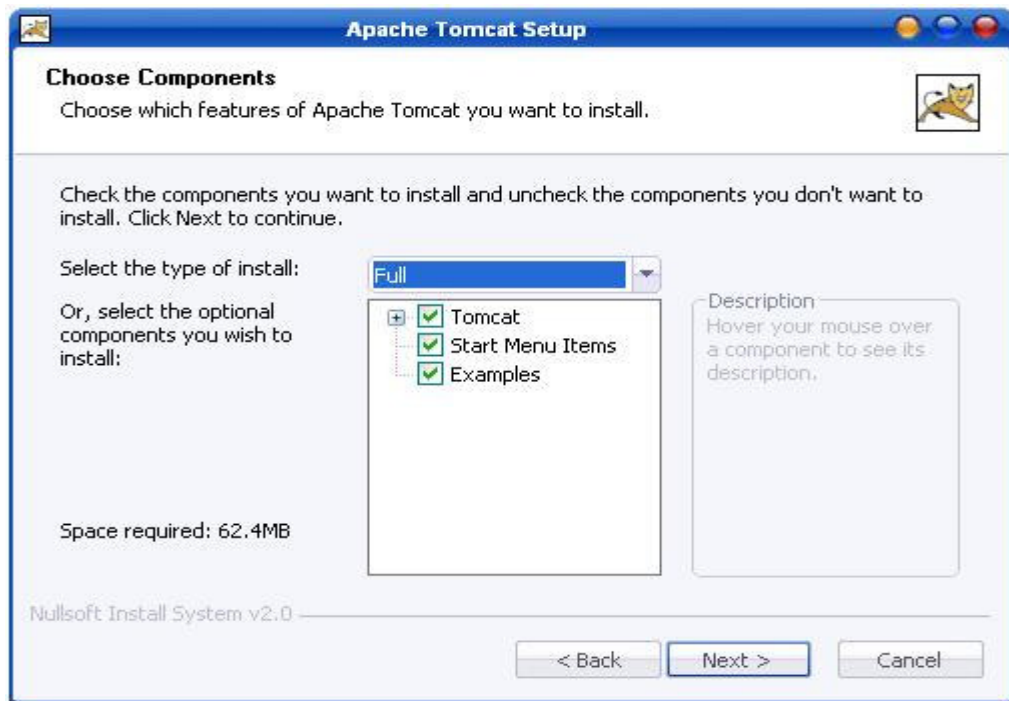 Apache Tomcat Setup
Choose Components
Choose which features of Apache Tomcat you want to install.
Check the components you want to install and uncheck the components you don't want to
install. Click Next to continue.
Select the type of install:
Full
Or, select the optional
components you wish to
install:
Tomcat
Start Menu Items
Examples
Description
Hover your mouse over
a component to see its
description.
Space required: 62.4MB
Nullsoft Install System v2.0
< Back
Next >
Cancel